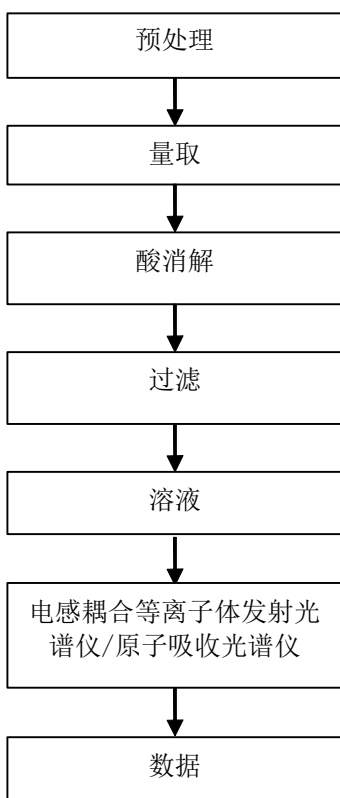 预处理
量取
酸消解
过滤
溶液
电感耦合等离子体发射光
谱仪/原子吸收光谱仪
数据